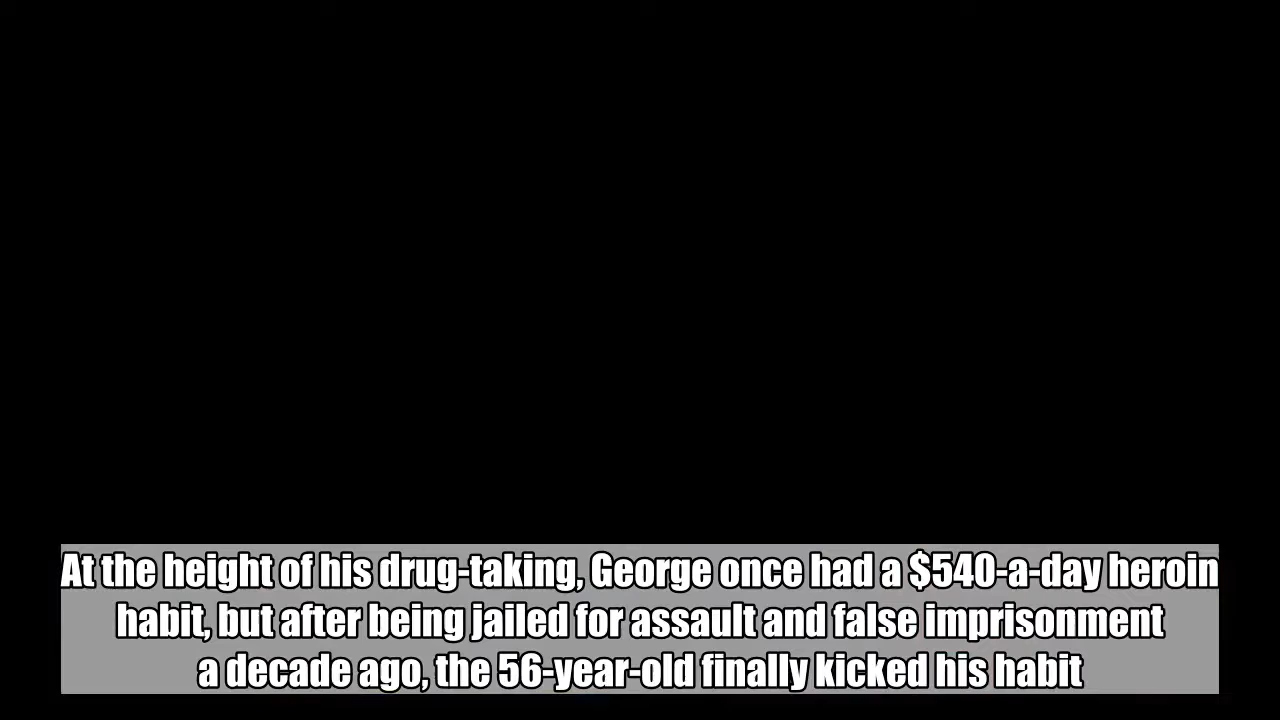 At the height of his drug-taking, George once had a $540-a-day heroin
habit, but after being jailed for assault and false imprisonment
a decade ago, the 56-year-old finally kicked his habit